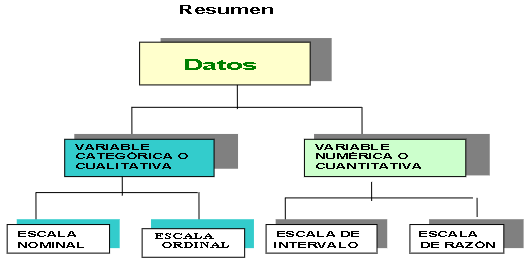 Resumen
Datos
VARIABLE
CATEGÓRICA O
CUALITATIVA
VARIABLE
NUMÉRICA O
CUANTITATIVA
ESCALA
NOMINAL
ESCALA
ORDINAL
ESCALA DE
INTERVALO
ESCALA
DE RAZÓN